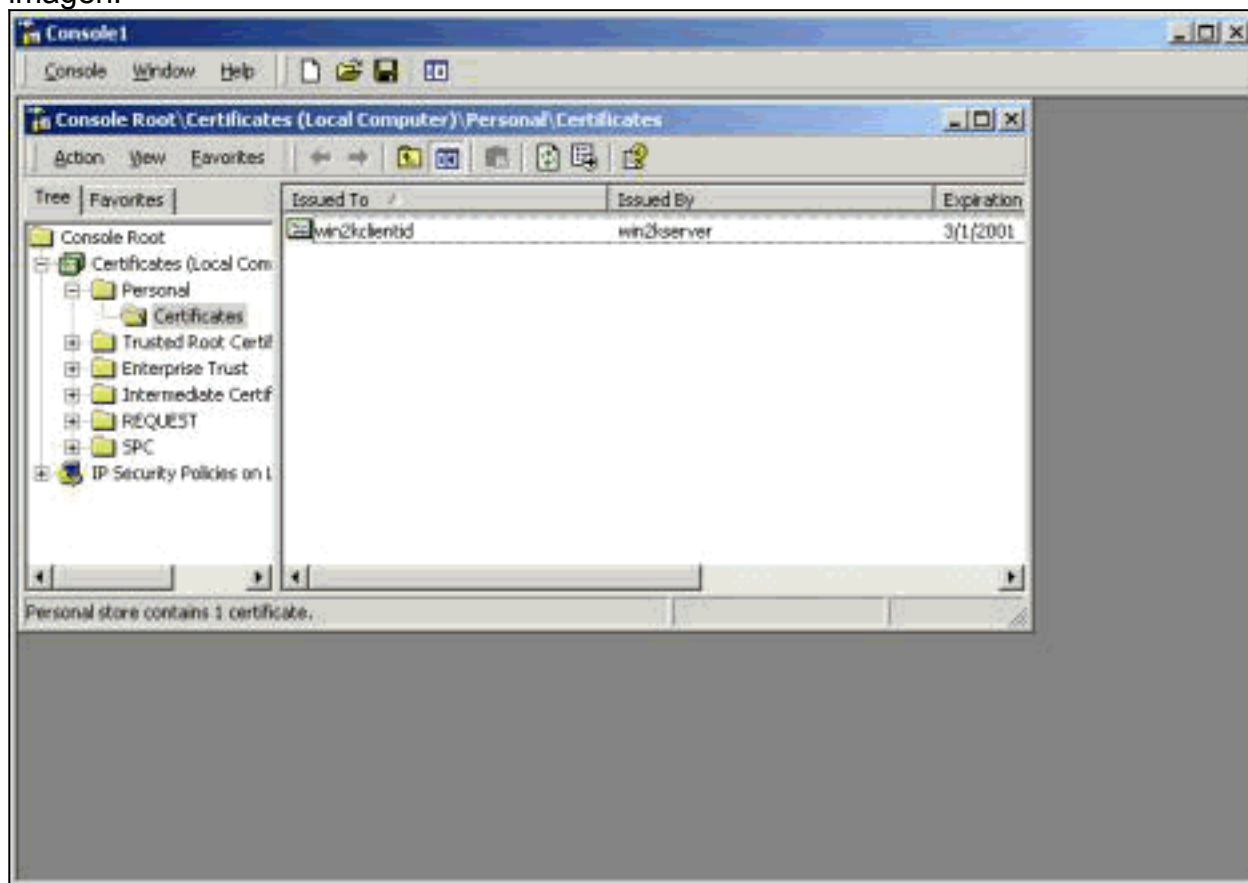 imagen:
Console1
Console Window Help
Console Root\Certificates (Local Computer)\Personal\Certificates
Action View Favorites
Tree Favorites
Issued To Issued By Expiration
win2kclientid win2kserver 3/1/2001
Console Root
Certificates (Local Com
Personal
Certificates
Trusted Root Certif
Enterprise Trust
Intermediate Certif
REQUEST
SPC
IP Security Policies on L
Personal store contains 1 certificate.